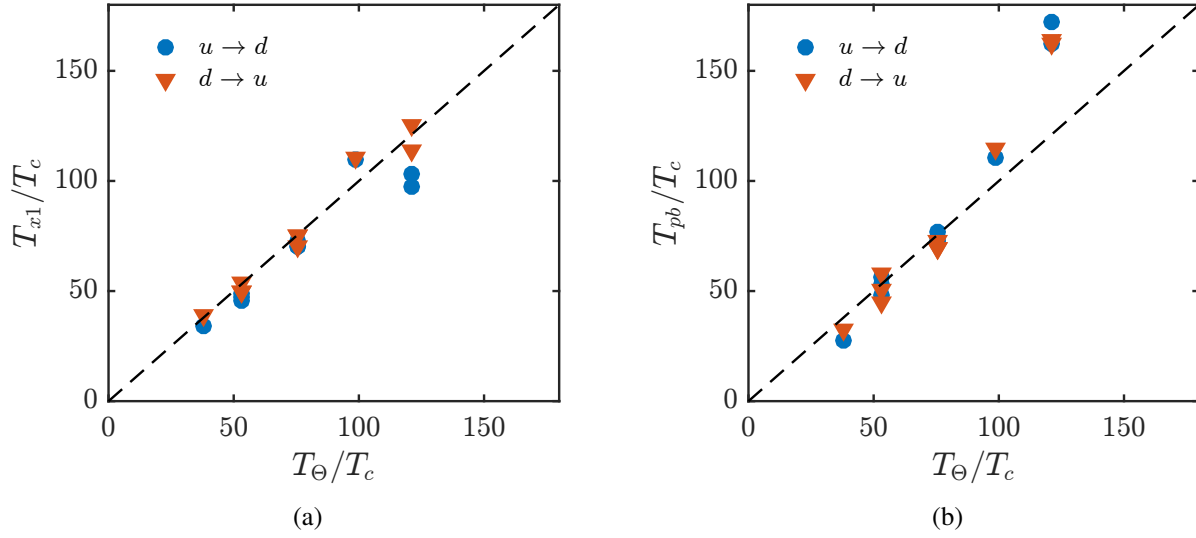 150
100
50
0
T_{x1}/T_c
u → d
d → u
0 50 100 150
T_Θ/T_c
(a)
150
100
50
0
T_{pb}/T_c
u → d
d → u
0 50 100 150
T_Θ/T_c
(b)